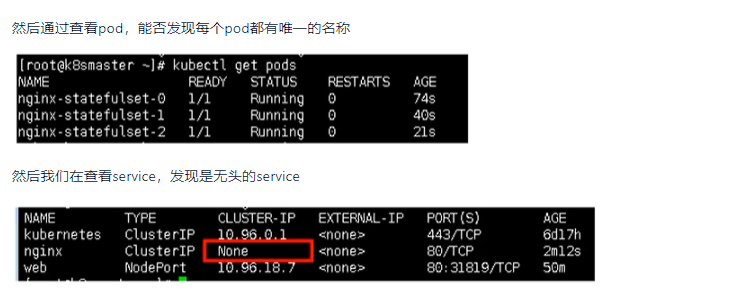 然后通过查看pod，能否发现每个pod都有唯一的名称
[root@k8smaster ~]# kubectl get pods
NAME READY STATUS RESTARTS AGE
nginx-statefulset-0 1/1 Running 0 74s
nginx-statefulset-1 1/1 Running 0 40s
nginx-statefulset-2 1/1 Running 0 21s
然后我们在查看service，发现是无头的service
NAME TYPE CLUSTER-IP EXTERNAL-IP PORT(S) AGE
kubernetes ClusterIP 10.96.0.1 <none> 443/TCP 6d17h
nginx ClusterIP None <none> 80/TCP 2m12s
web NodePort 10.96.18.7 <none> 80:31819/TCP 50m